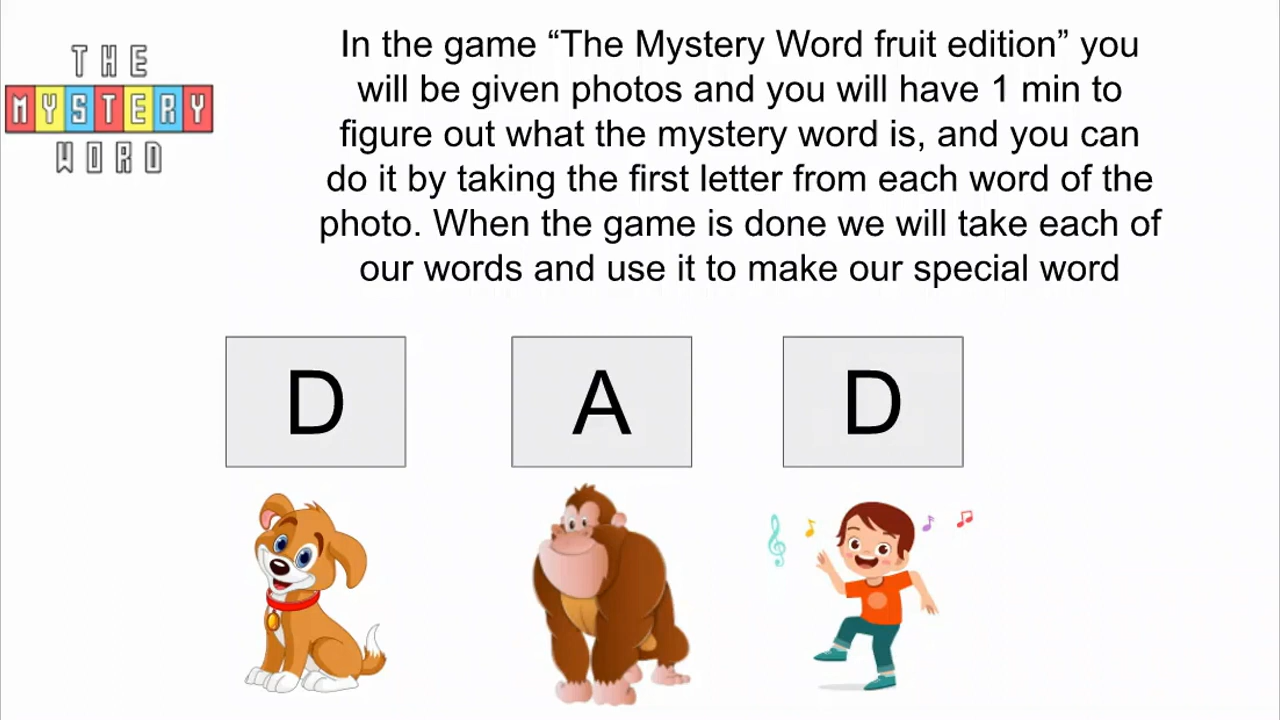 THE
MYSTERY
WORD
In the game “The Mystery Word fruit edition” you
will be given photos and you will have 1 min to
figure out what the mystery word is, and you can
do it by taking the first letter from each word of the
photo. When the game is done we will take each of
our words and use it to make our special word
D A D